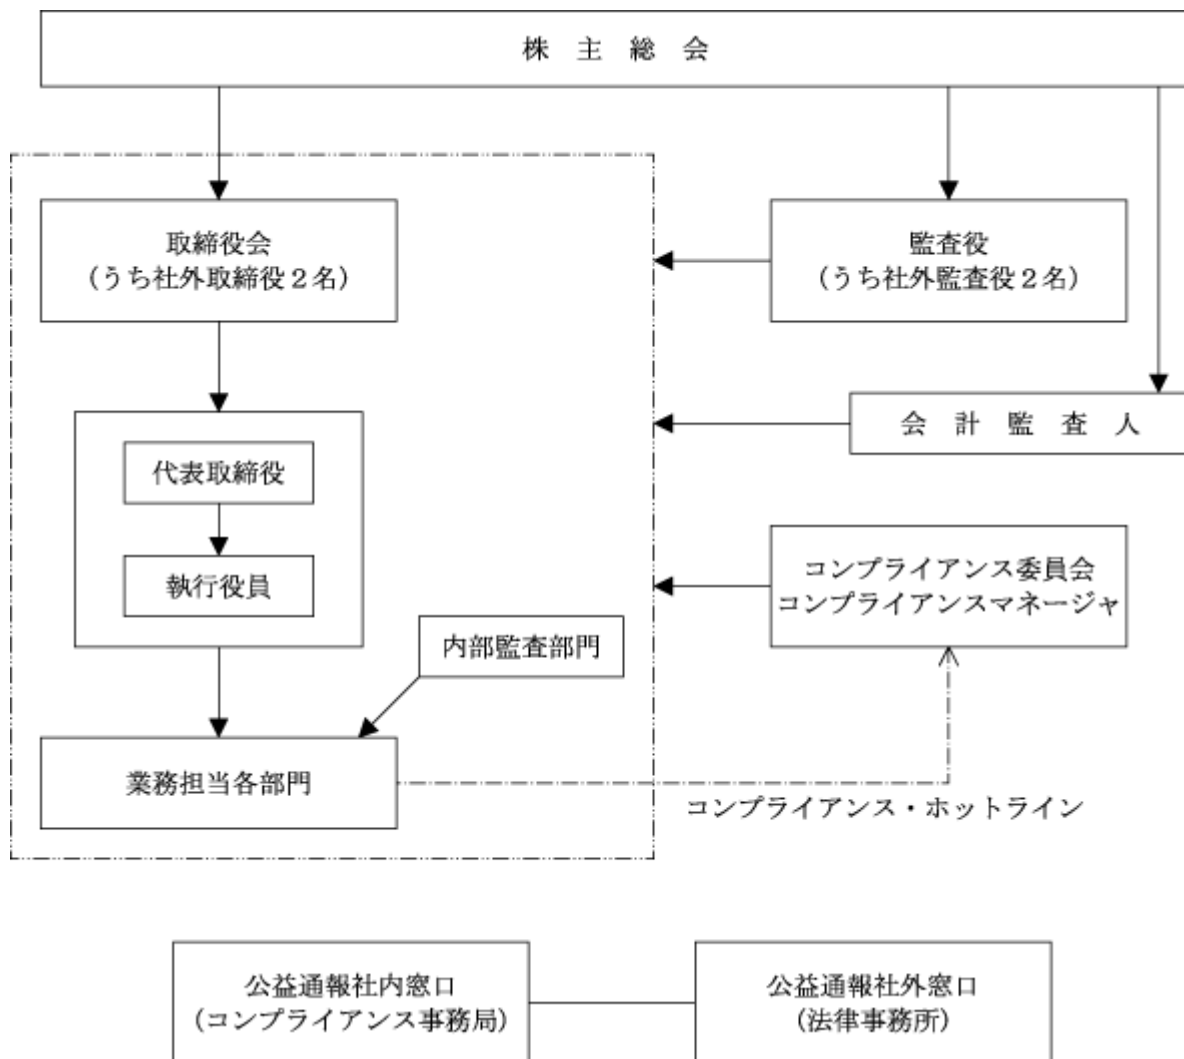 株 主 総 会
取締役会
(うち社外取締役2名)
監査役
(うち社外監査役2名)
会 計 監 査 人
代表取締役
執行役員
コンプライアンス委員会
コンプライアンスマネージャ
内部監査部門
業務担当各部門
コンプライアンス・ホットライン
公益通報社内窓口
(コンプライアンス事務局)
公益通報社外窓口
(法律事務所)